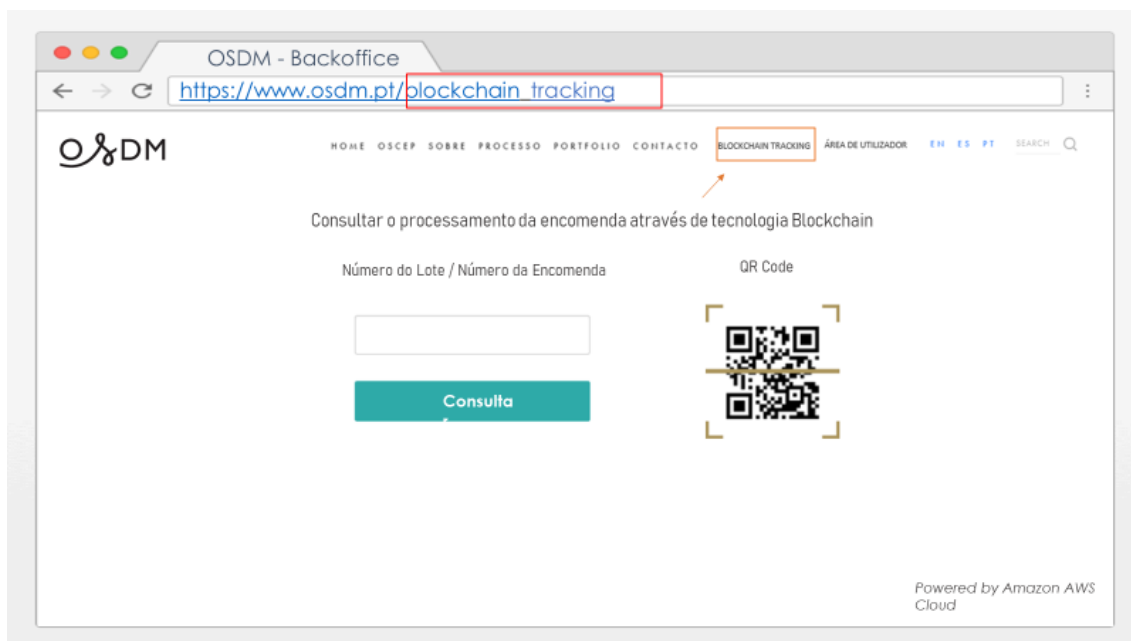 OSDM - Backoffice
https://www.osdm.pt/blockchain_tracking
OSDM
HOME OSCEP SOBRE PROCESSO PORTFOLIO CONTACTO BLOCKCHAIN TRACKING ÁREA DE UTILIZADOR EN ES PT SEARCH
Consultar o processamento da encomenda através de tecnologia Blockchain
Número do Lote / Número da Encomenda
QR Code
Consulta
Powered by Amazon AWS
Cloud